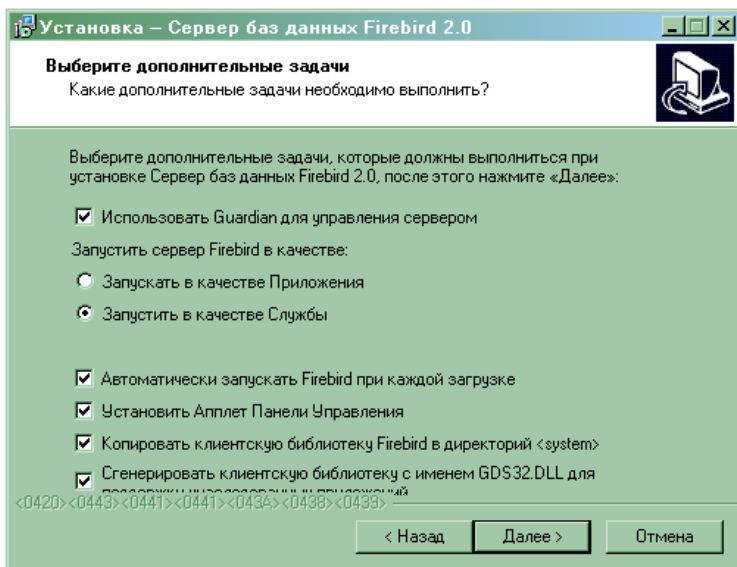 Установка – Сервер баз данных Firebird 2.0
Выберите дополнительные задачи
Какие дополнительные задачи необходимо выполнить?
Выберите дополнительные задачи, которые должны выполниться при
установке Сервер баз данных Firebird 2.0, после этого нажмите «Далее»:
Использовать Guardian для управления сервером
Запустить сервер Firebird в качестве:
Запускать в качестве Приложения
Запустить в качестве Службы
Автоматически запускать Firebird при каждой загрузке
Установить Апплет Панели Управления
Копировать клиентскую библиотеку Firebird в директорий <system>
Сгенерировать клиентскую библиотеку с именем GDS32.DLL для
поддержки унаследованных приложений
<0420><0443><0441><0441><043A><0438><0439>
< Назад
Далее >
Отмена